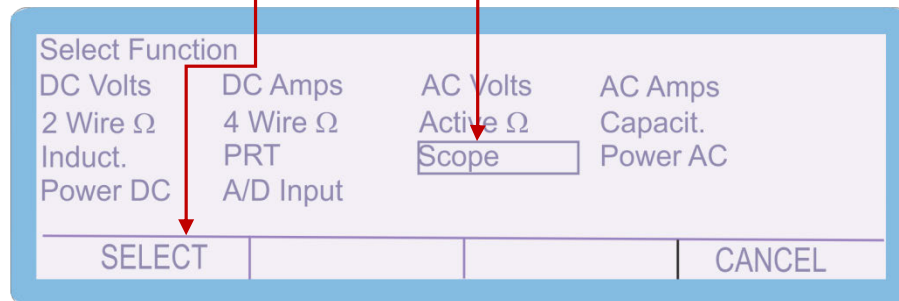 Select Function
DC Volts DC Amps AC Volts AC Amps
2 Wire Ω 4 Wire Ω Active Ω Capacit.
Induct. PRT Scope Power AC
Power DC A/D Input
SELECT CANCEL